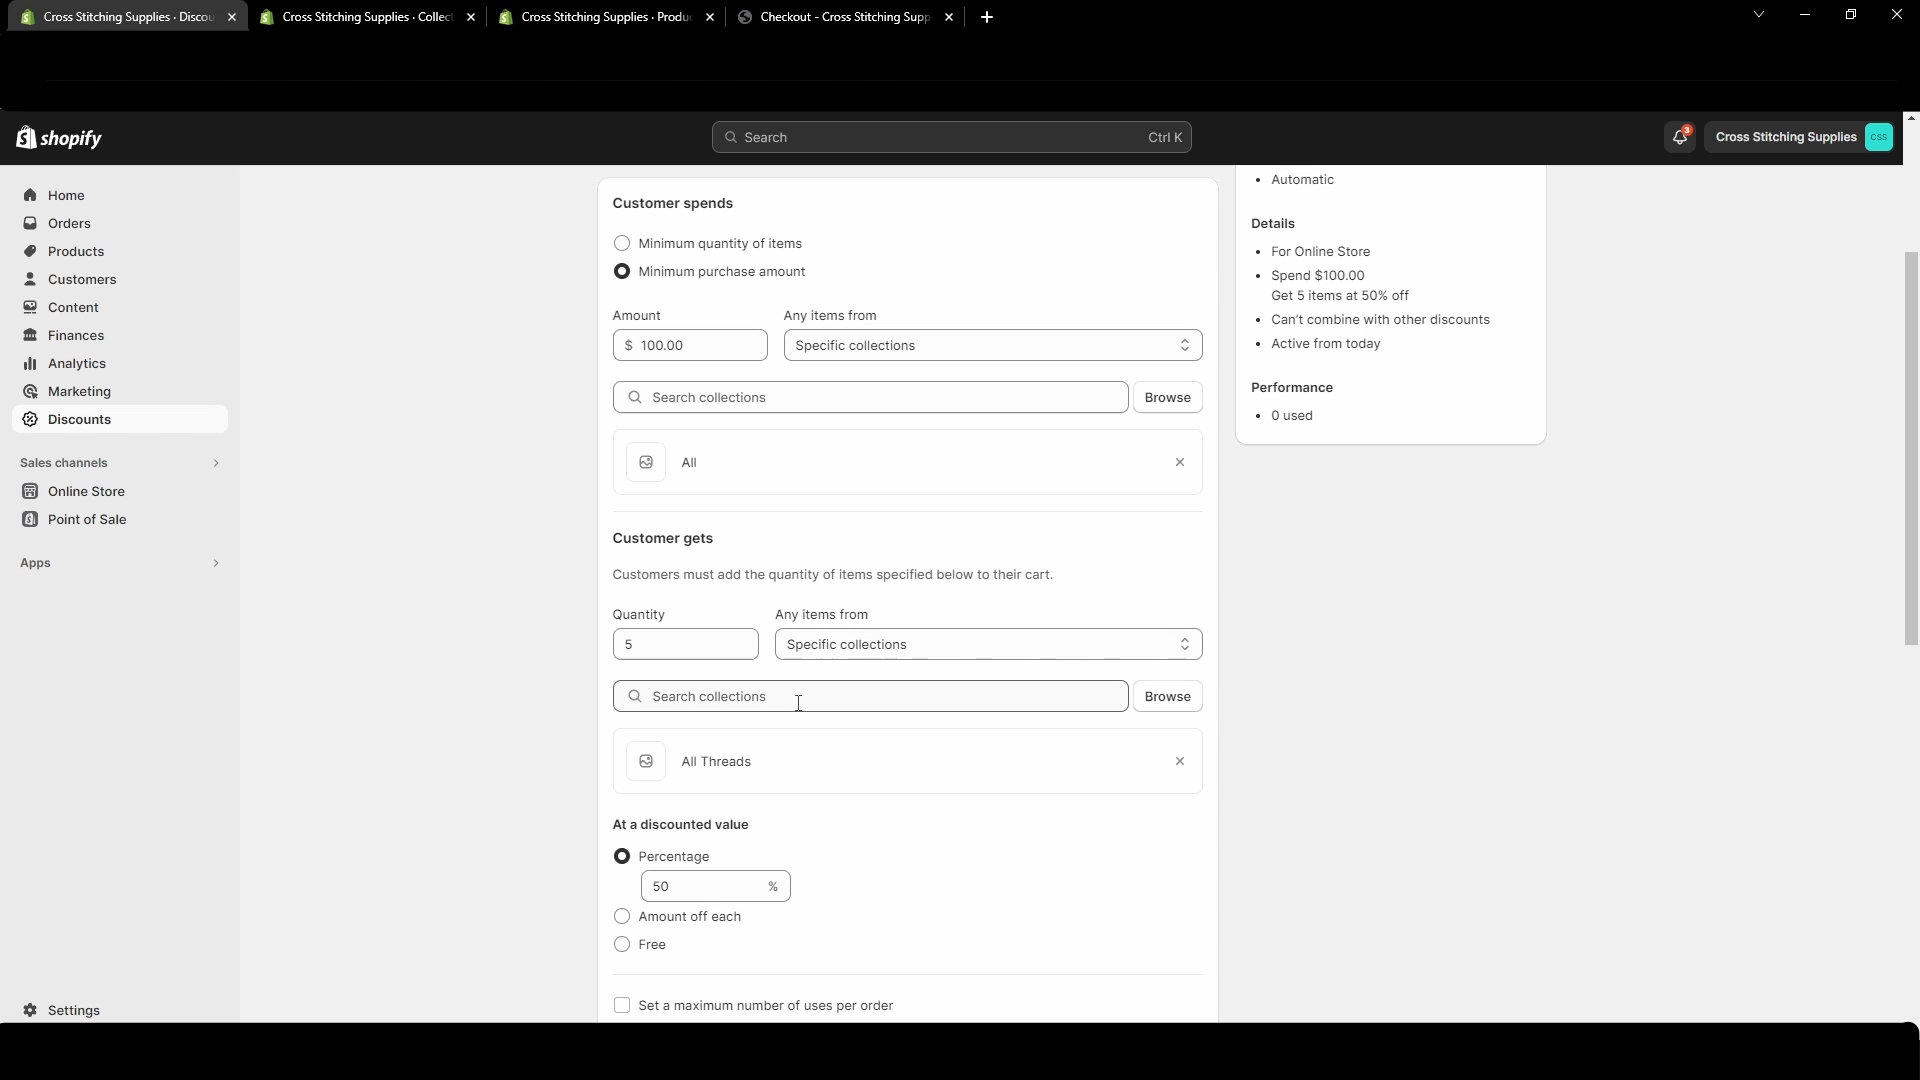 Cross Stitching Supplies · Discou
Cross Stitching Supplies · Collect
Cross Stitching Supplies · Produc
Checkout - Cross Stitching Supp
shopify
Search
Ctrl K
3
Cross Stitching Supplies
CSS
Home
Orders
Products
Customers
Content
Finances
Analytics
Marketing
Discounts
Sales channels
Online Store
Point of Sale
Apps
Settings
Customer spends
Minimum quantity of items
Minimum purchase amount
Amount
Any items from
$ 100.00
Specific collections
Search collections
Browse
All
Customer gets
Customers must add the quantity of items specified below to their cart.
Quantity
Any items from
5
Specific collections
Search collections
Browse
All Threads
At a discounted value
Percentage
50 %
Amount off each
Free
Set a maximum number of uses per order
• Automatic
Details
• For Online Store
• Spend $100.00
Get 5 items at 50% off
• Can't combine with other discounts
• Active from today
Performance
• 0 used